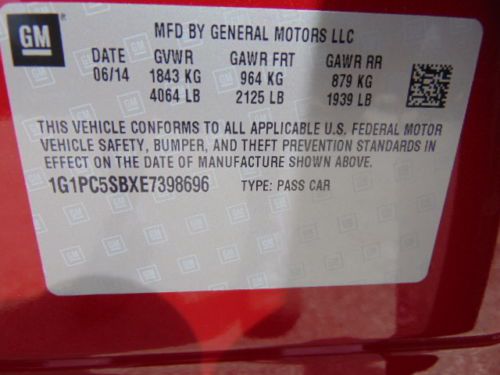 GM
MFD BY GENERAL MOTORS LLC
DATE GVWR GAWR FRT GAWR RR
06/14 1843 KG 964 KG 879 KG
4064 LB 2125 LB 1939 LB
THIS VEHICLE CONFORMS TO ALL APPLICABLE U.S. FEDERAL MOTOR
VEHICLE SAFETY, BUMPER, AND THEFT PREVENTION STANDARDS IN
EFFECT ON THE DATE OF MANUFACTURE SHOWN ABOVE.
1G1PC5SBXE7398696 TYPE: PASS CAR